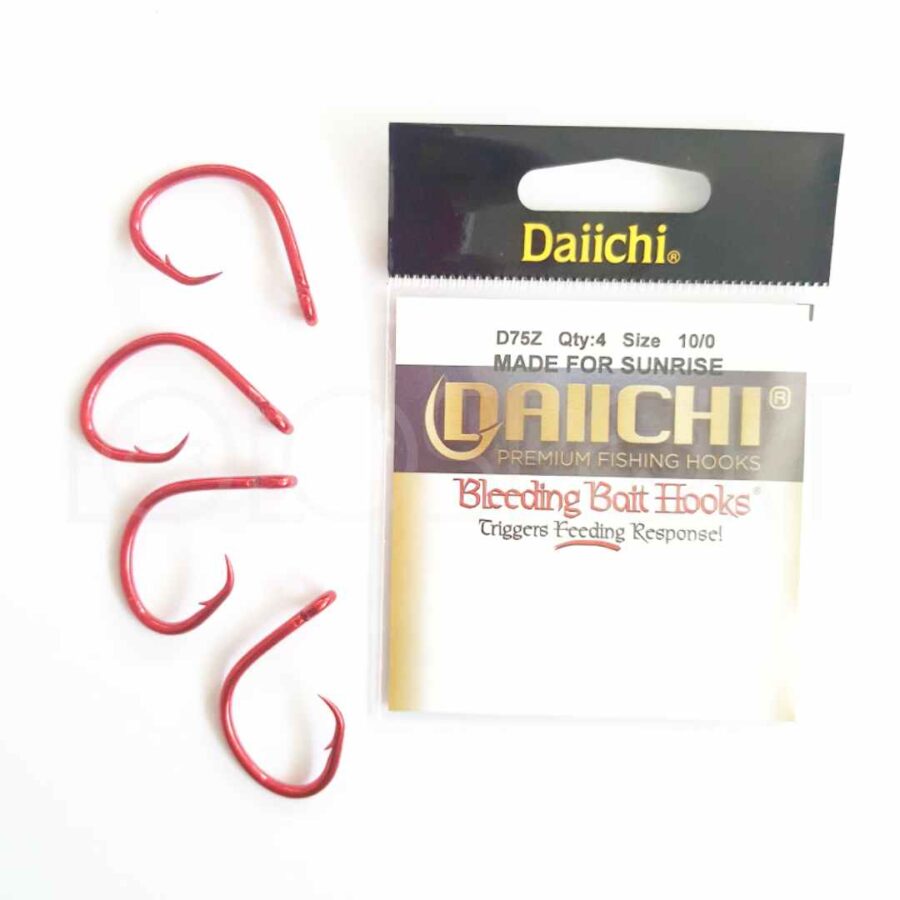 Daiichi®
D75Z Qty:4 Size 10/0
MADE FOR SUNRISE
DAIICHI®
PREMIUM FISHING HOOKS
Bleeding Bait Hooks®
Triggers Feeding Response!